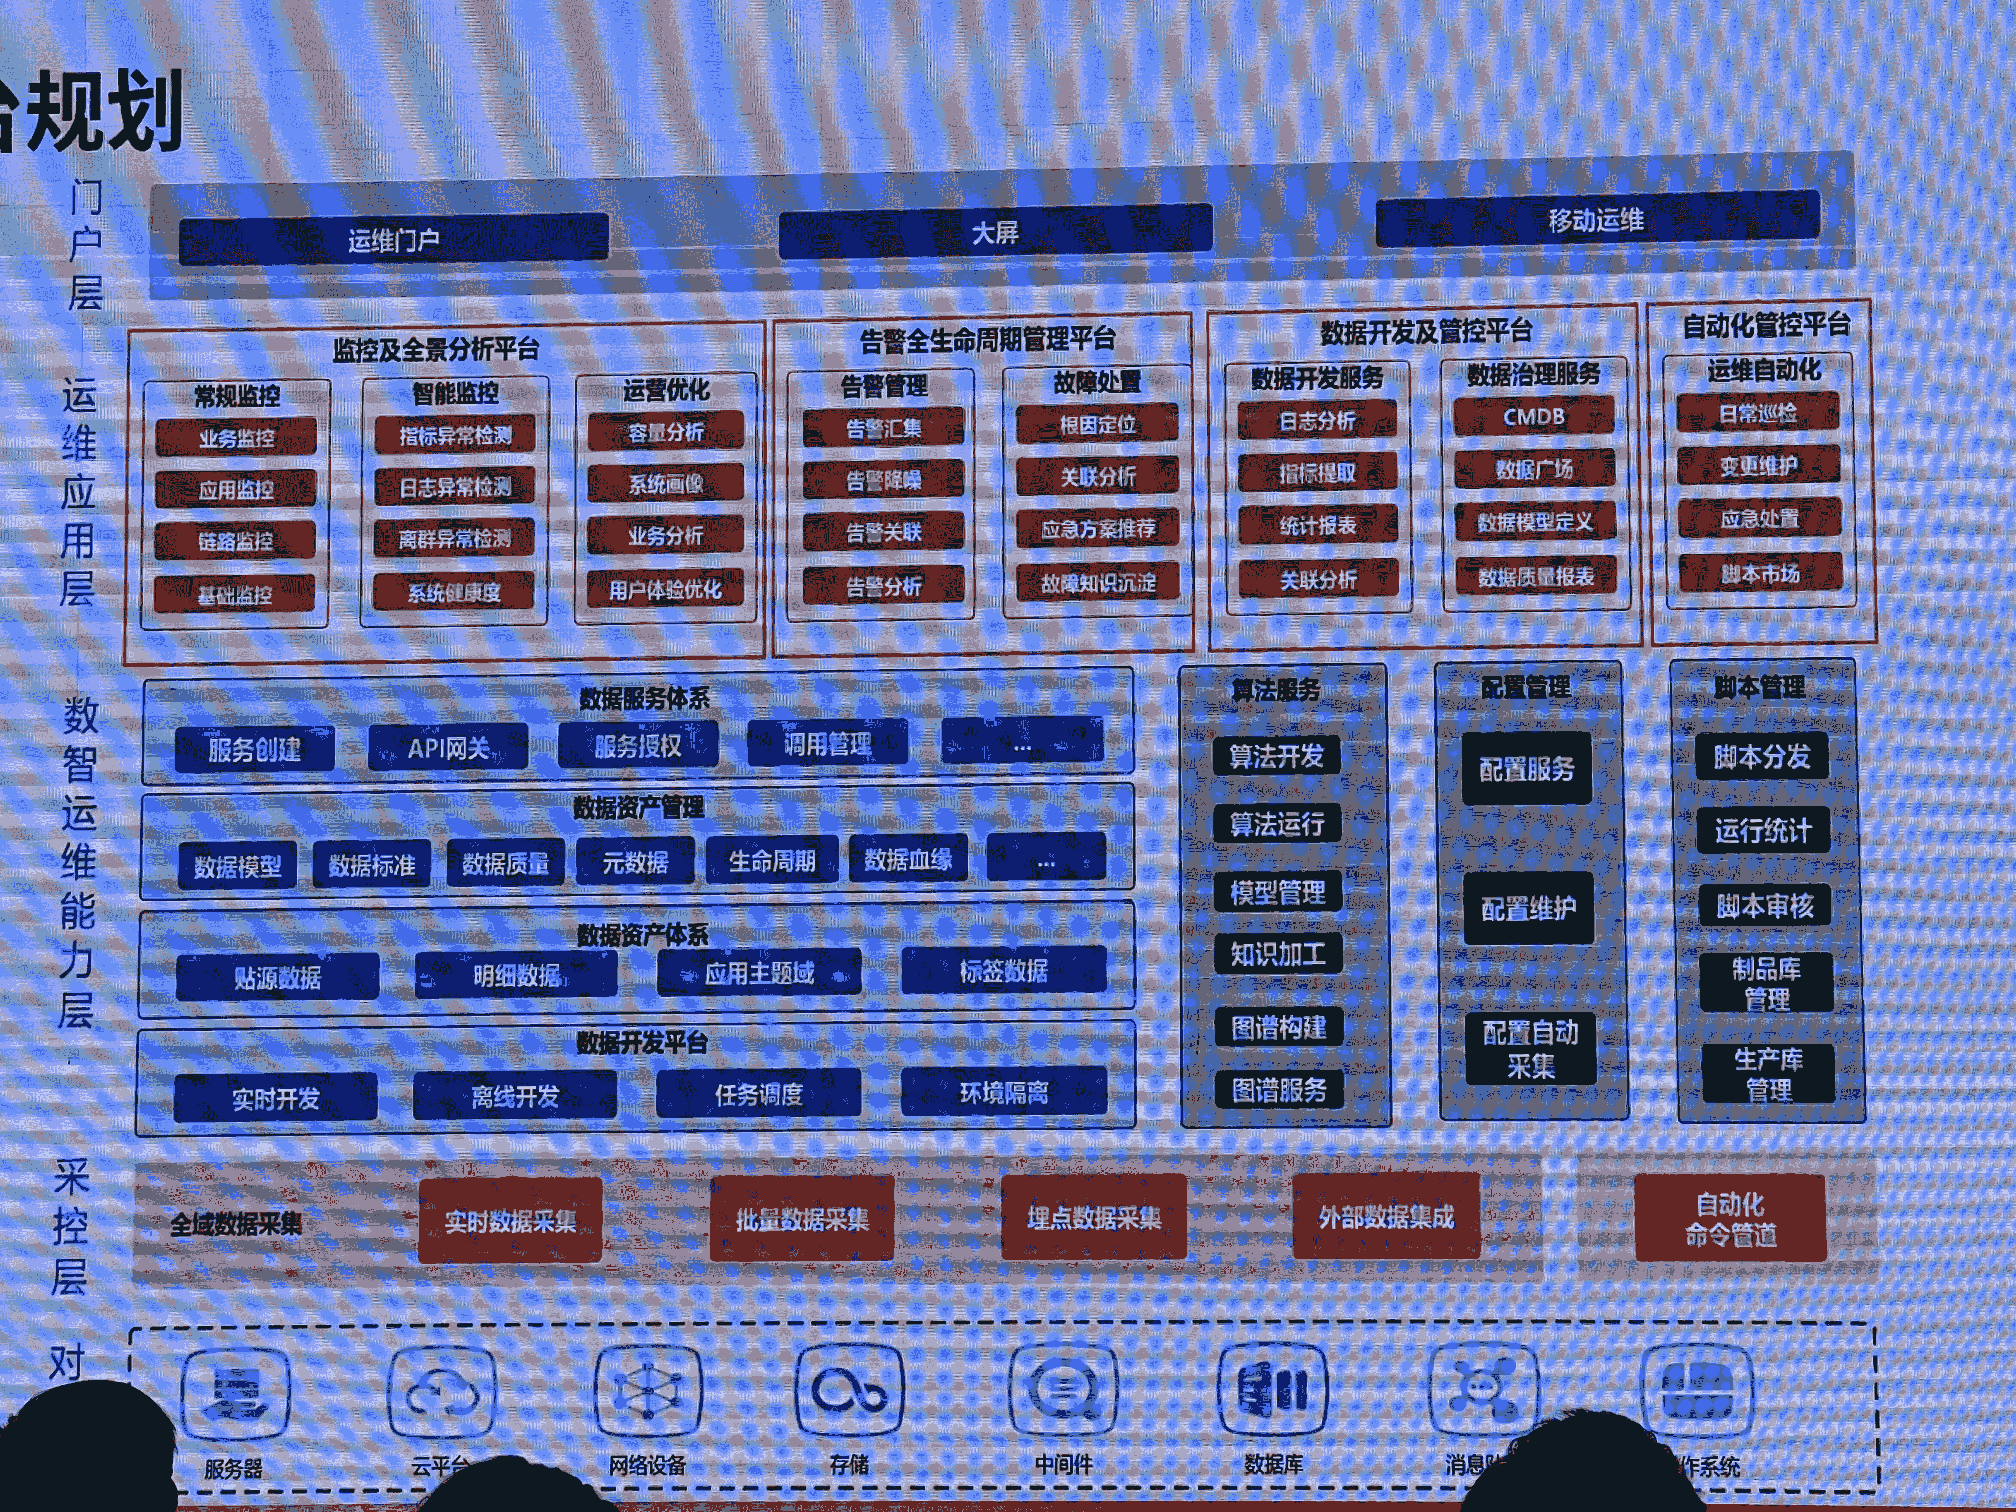 规划
门户层
运维门户
大屏
移动运维
运维应用层
监控及全景分析平台
常规监控
业务监控
应用监控
链路监控
基础监控
智能监控
指标异常检测
日志异常检测
离群异常检测
系统健康度
运营优化
容量分析
系统画像
业务分析
用户体验优化
告警全生命周期管理平台
告警管理
告警汇集
告警降噪
告警关联
告警分析
故障处置
根因定位
关联分析
应急方案推荐
故障知识沉淀
数据开发及管控平台
数据开发服务
日志分析
指标提取
统计报表
关联分析
数据治理服务
CMDB
数据广场
数据模型定义
数据质量报表
自动化管控平台
运维自动化
日常巡检
变更维护
应急处置
脚本市场
数智运维能力层
数据服务体系
服务创建
API网关
服务授权
调用管理
...
数据资产管理
数据模型
数据标准
数据质量
元数据
生命周期
数据血缘
...
数据资产体系
贴源数据
明细数据
应用主题域
标签数据
数据开发平台
实时开发
离线开发
任务调度
环境隔离
算法服务
算法开发
算法运行
模型管理
知识加工
图谱构建
图谱服务
配置管理
配置服务
配置维护
配置自动
采集
脚本管理
脚本分发
运行统计
脚本审核
制品库
管理
生产库
管理
采控层
全域数据采集
实时数据采集
批量数据采集
埋点数据采集
外部数据集成
自动化
命令管道
对
服务器
云平台
网络设备
存储
中间件
数据库
消息
作系统